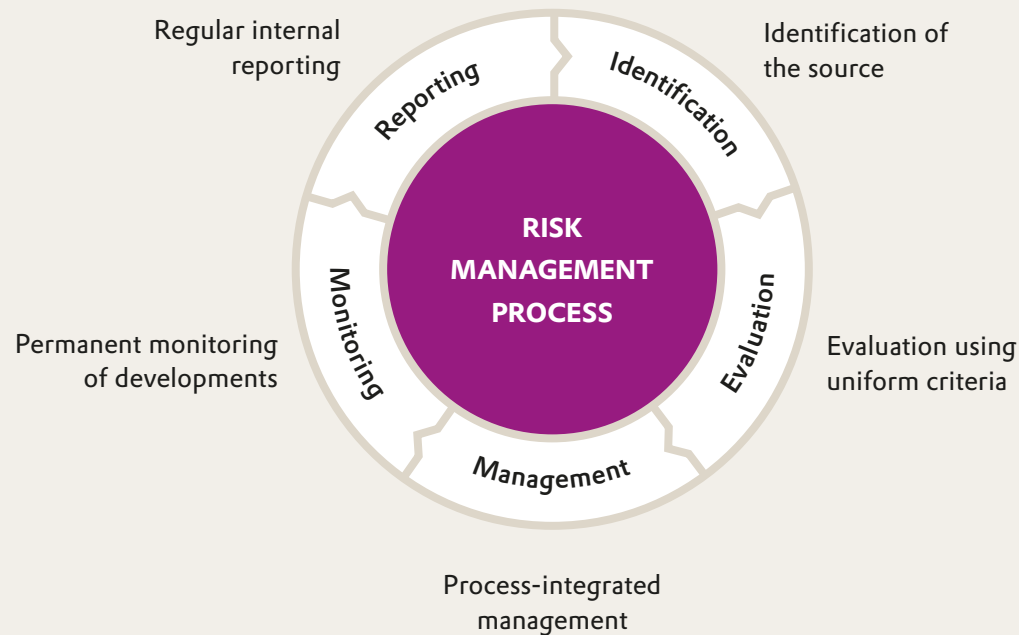 Regular internal
reporting
Identification of
the source
Reporting
Identification
RISK
MANAGEMENT
PROCESS
Monitoring
Evaluation
Permanent monitoring
of developments
Evaluation using
uniform criteria
Management
Process-integrated
management